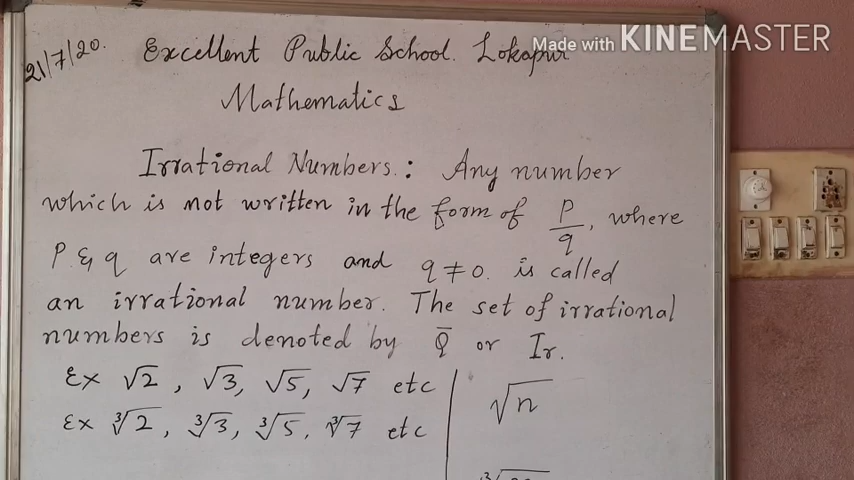 21/7/20. Excellent Public School. Lokapur
Made with KINEMASTER
Mathematics
Irrational Numbers.: Any number
which is not written in the form of P/q, where
P & q are integers and q ≠ 0. is called
an irrational number. The set of irrational
numbers is denoted by Q̄ or Ir.
Ex √2, √3, √5, √7 etc
√n
Ex ∛2, ∛3, ∛5, ∛7 etc